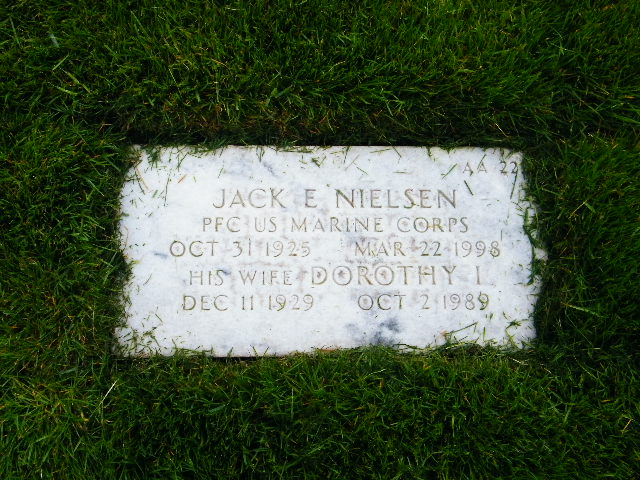 AA 22
JACK E NIELSEN
PFC US MARINE CORPS
OCT 31 1925 MAR 22 1998
HIS WIFE DOROTHY I
DEC 11 1929 OCT 2 1989